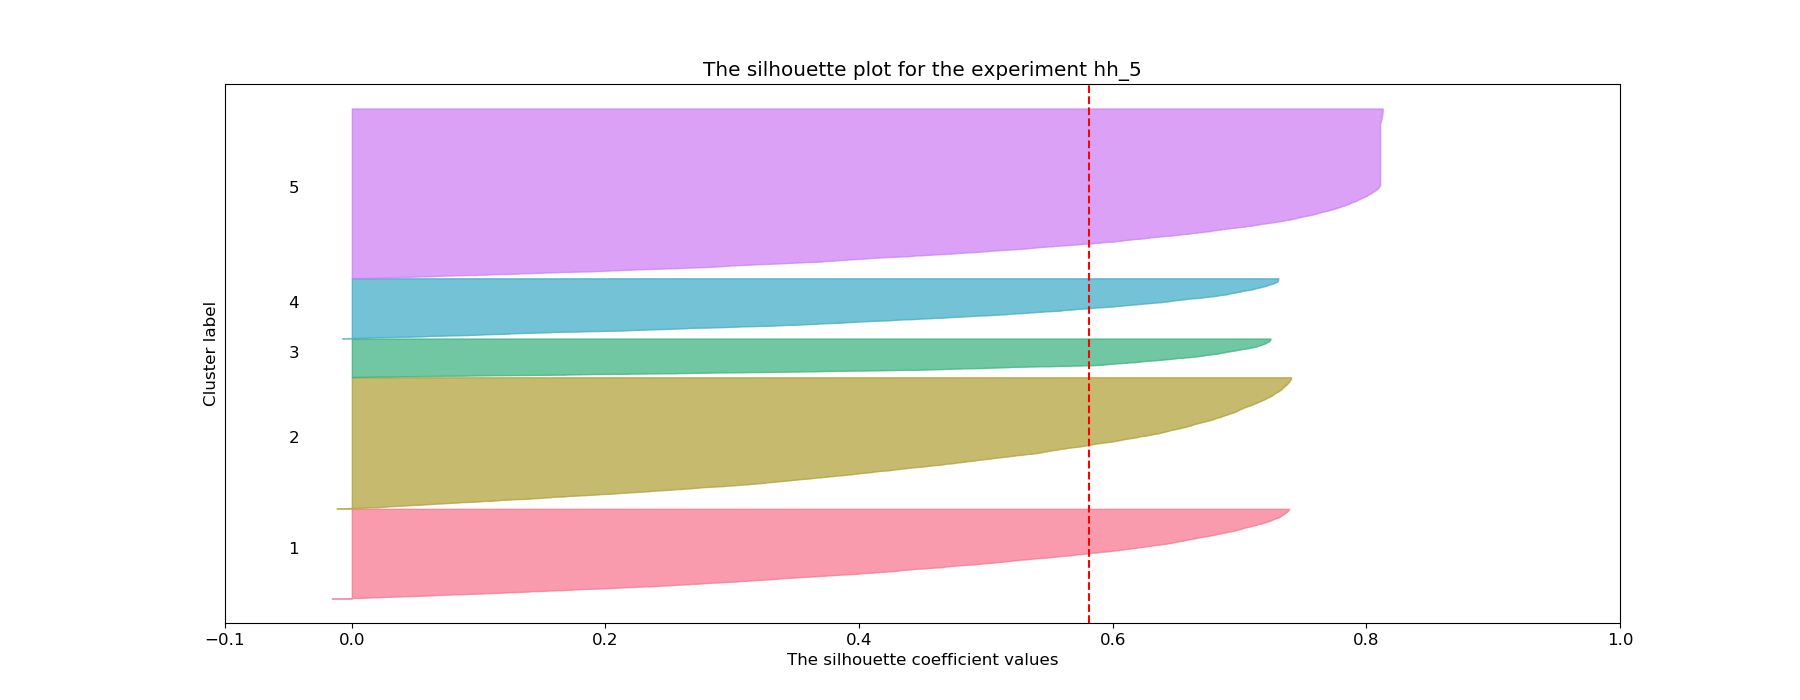 The silhouette plot for the experiment hh_5
Cluster label
5
4
3
2
1
−0.1 0.0 0.2 0.4 0.6 0.8 1.0
The silhouette coefficient values